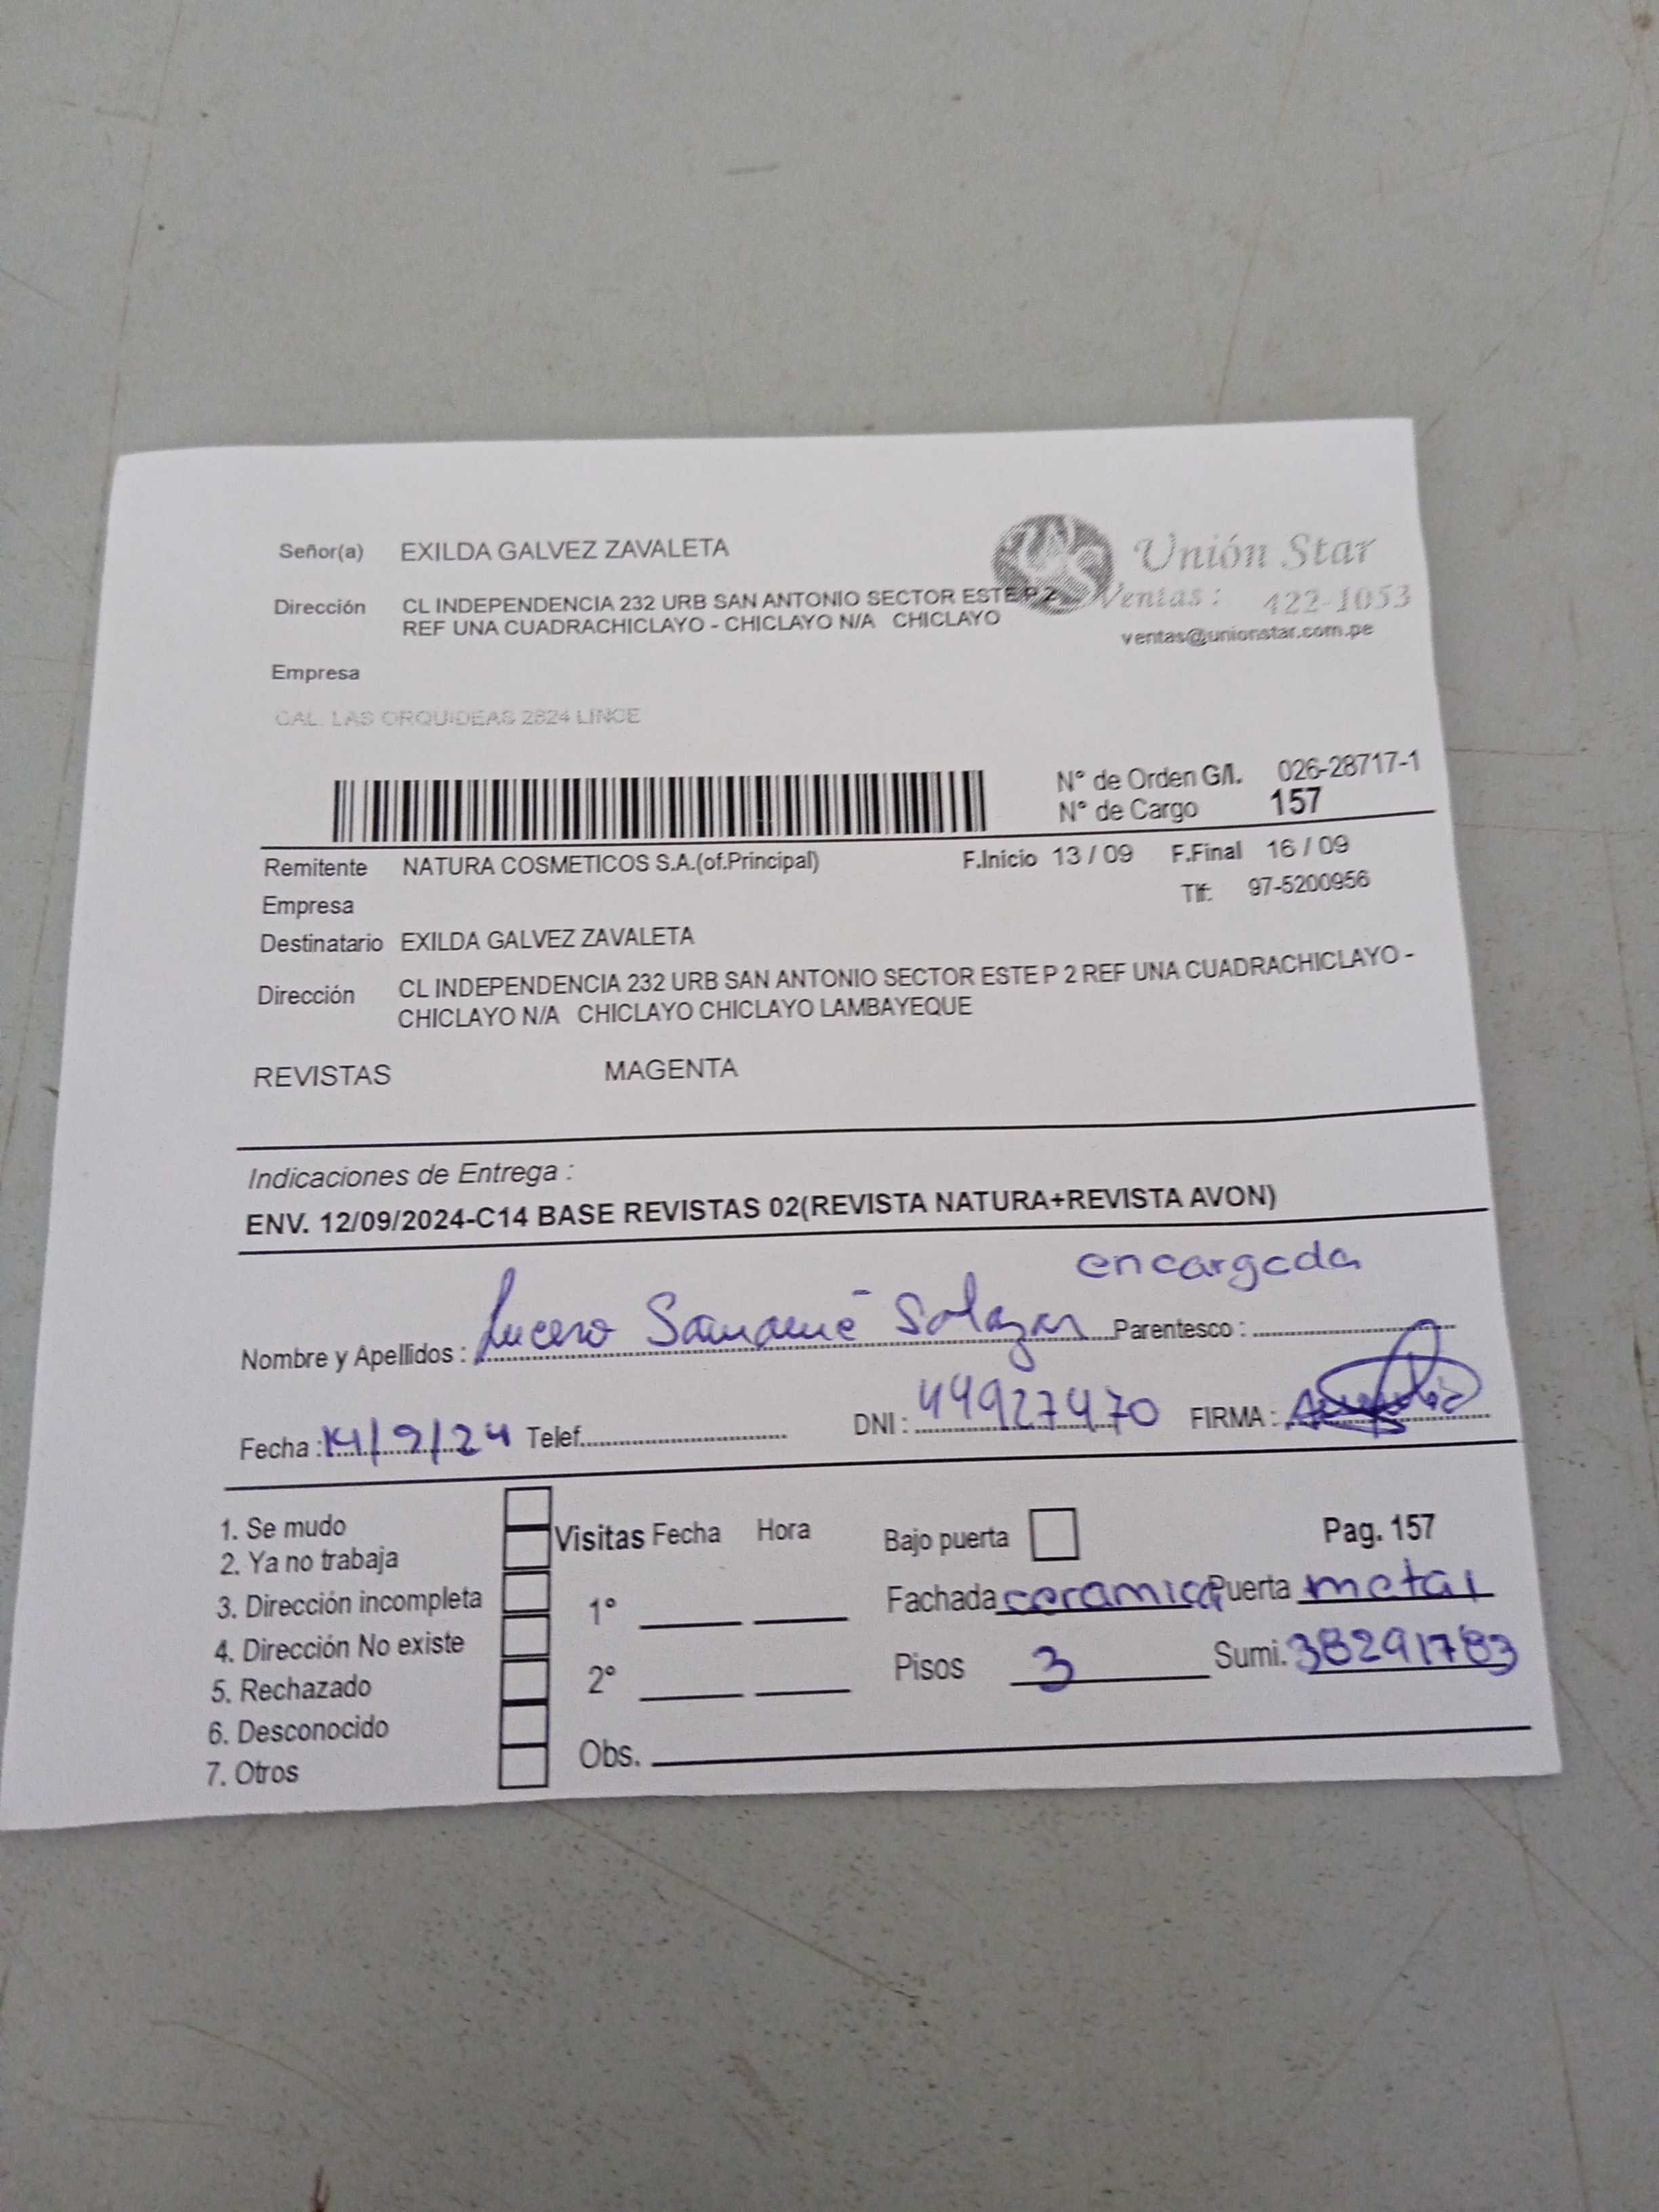 Señor(a) EXILDA GALVEZ ZAVALETA
Unión Star
Dirección CL INDEPENDENCIA 232 URB SAN ANTONIO SECTOR ESTE P 2
Ventas : 422-1053
REF UNA CUADRACHICLAYO - CHICLAYO N/A CHICLAYO
ventas@unionstar.com.pe
Empresa
CAL. LAS ORQUIDEAS 2824 LINCE
N° de Orden G/I. 026-28717-1
N° de Cargo 157
Remitente NATURA COSMETICOS S.A.(of.Principal) F.Inicio 13 / 09 F.Final 16 / 09
Empresa Tlf: 97-5200956
Destinatario EXILDA GALVEZ ZAVALETA
Dirección CL INDEPENDENCIA 232 URB SAN ANTONIO SECTOR ESTE P 2 REF UNA CUADRACHICLAYO -
CHICLAYO N/A CHICLAYO CHICLAYO LAMBAYEQUE
REVISTAS MAGENTA
Indicaciones de Entrega :
ENV. 12/09/2024-C14 BASE REVISTAS 02(REVISTA NATURA+REVISTA AVON)
encargada
Nombre y Apellidos : Lucero Samamé Salazar Parentesco :
Fecha : 14/9/24 Telef. DNI : 44927470 FIRMA :
1. Se mudo
2. Ya no trabaja
3. Dirección incompleta
4. Dirección No existe
5. Rechazado
6. Desconocido
7. Otros
Visitas Fecha Hora
1°
2°
Bajo puerta Pag. 157
Fachada ceramica Puerta metal
Pisos 3 Sumi. 38291783
Obs.